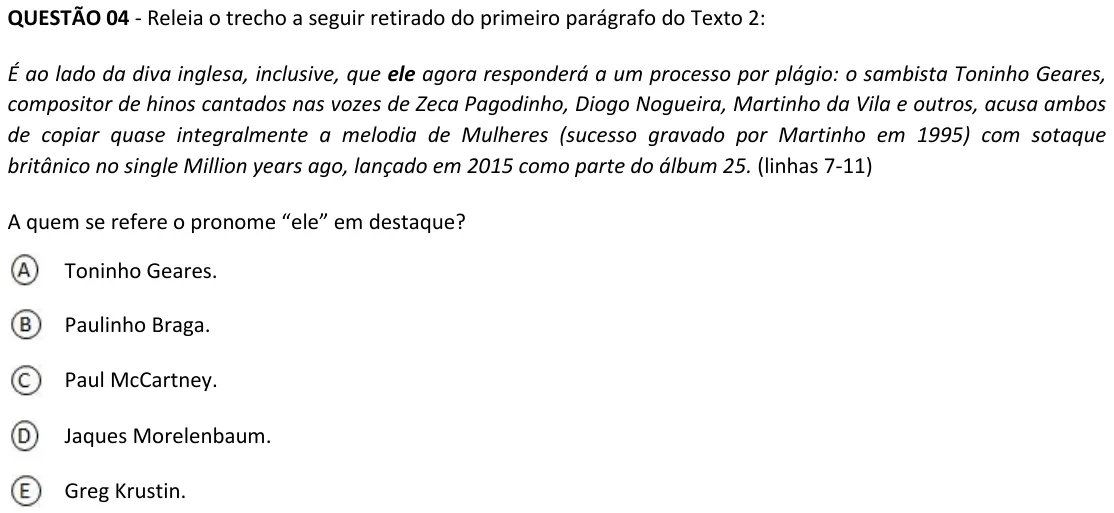 QUESTÃO 04 - Releia o trecho a seguir retirado do primeiro parágrafo do Texto 2:
É ao lado da diva inglesa, inclusive, que ele agora responderá a um processo por plágio: o sambista Toninho Geares,
compositor de hinos cantados nas vozes de Zeca Pagodinho, Diogo Nogueira, Martinho da Vila e outros, acusa ambos
de copiar quase integralmente a melodia de Mulheres (sucesso gravado por Martinho em 1995) com sotaque
britânico no single Million years ago, lançado em 2015 como parte do álbum 25. (linhas 7-11)
A quem se refere o pronome “ele” em destaque?
A Toninho Geares.
B Paulinho Braga.
C Paul McCartney.
D Jaques Morelenbaum.
E Greg Krustin.